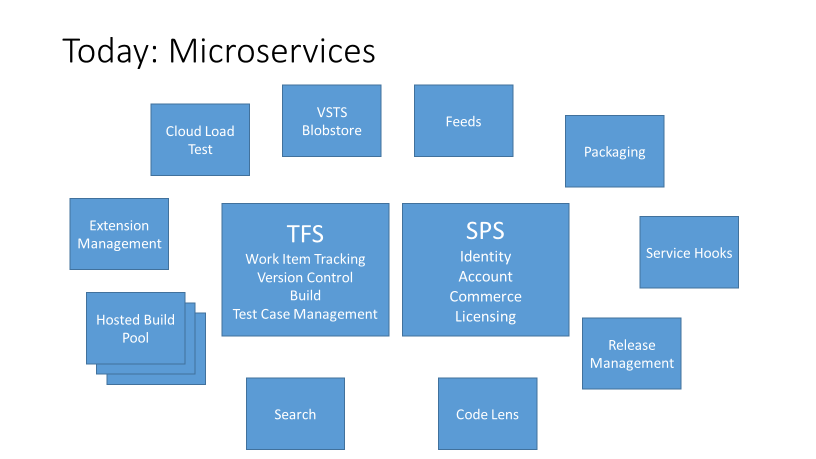 Today: Microservices
Cloud Load
Test
VSTS
Blobstore
Feeds
Packaging
Extension
Management
TFS
Work Item Tracking
Version Control
Build
Test Case Management
SPS
Identity
Account
Commerce
Licensing
Service Hooks
Hosted Build
Pool
Release
Management
Search
Code Lens